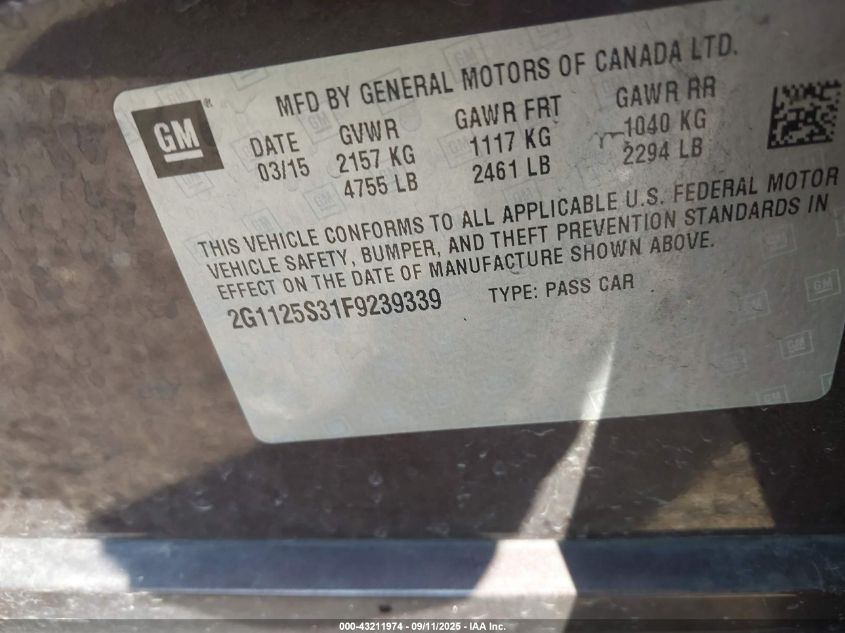 GM
MFD BY GENERAL MOTORS OF CANADA LTD.
DATE GVWR GAWR FRT GAWR RR
03/15 2157 KG 1117 KG 1040 KG
4755 LB 2461 LB 2294 LB
THIS VEHICLE CONFORMS TO ALL APPLICABLE U.S. FEDERAL MOTOR
VEHICLE SAFETY, BUMPER, AND THEFT PREVENTION STANDARDS IN
EFFECT ON THE DATE OF MANUFACTURE SHOWN ABOVE.
2G1125S31F9239339 TYPE: PASS CAR
000-43211974 - 09/11/2025 - IAA Inc.